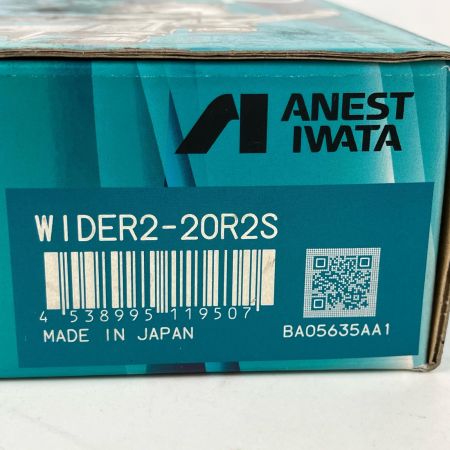 ANEST
IWATA
WIDER2-20R2S
4 538995 119507
MADE IN JAPAN
BA05635AA1